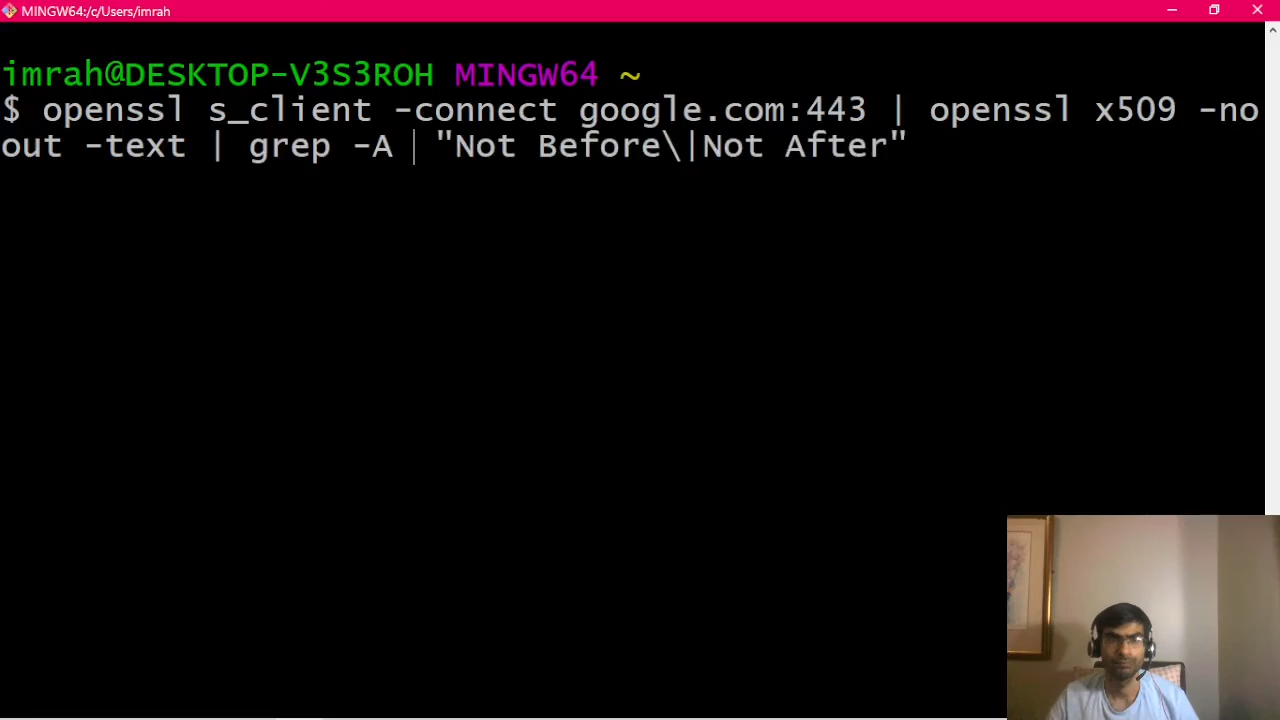 MINGW64:/c/Users/imrah
imrah@DESKTOP-V3S3ROH MINGW64 ~
$ openssl s_client -connect google.com:443 | openssl x509 -no
out -text | grep -A "Not Before\|Not After"